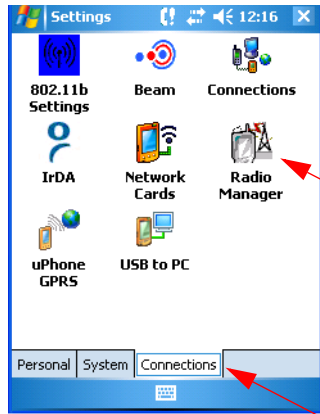 Settings 12:16
802.11b Settings
Beam
Connections
IrDA
Network Cards
Radio Manager
uPhone GPRS
USB to PC
Personal System Connections